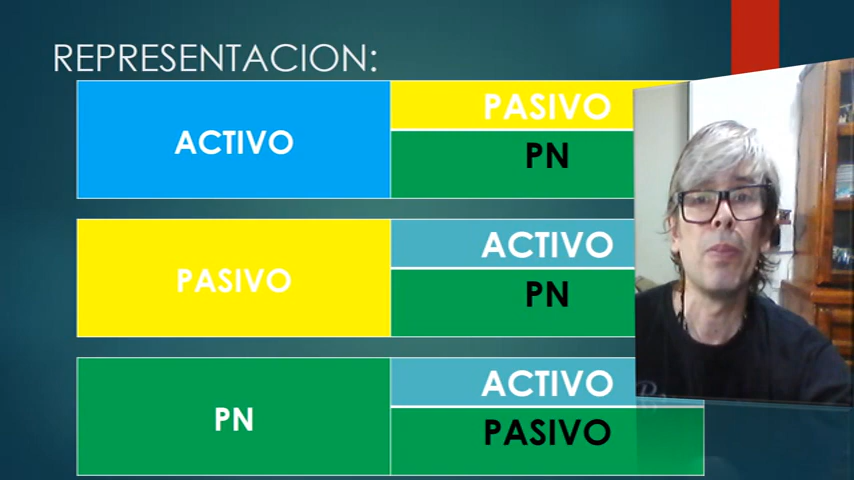 REPRESENTACION:
ACTIVO
PASIVO
PN
PASIVO
ACTIVO
PN
PN
ACTIVO
PASIVO